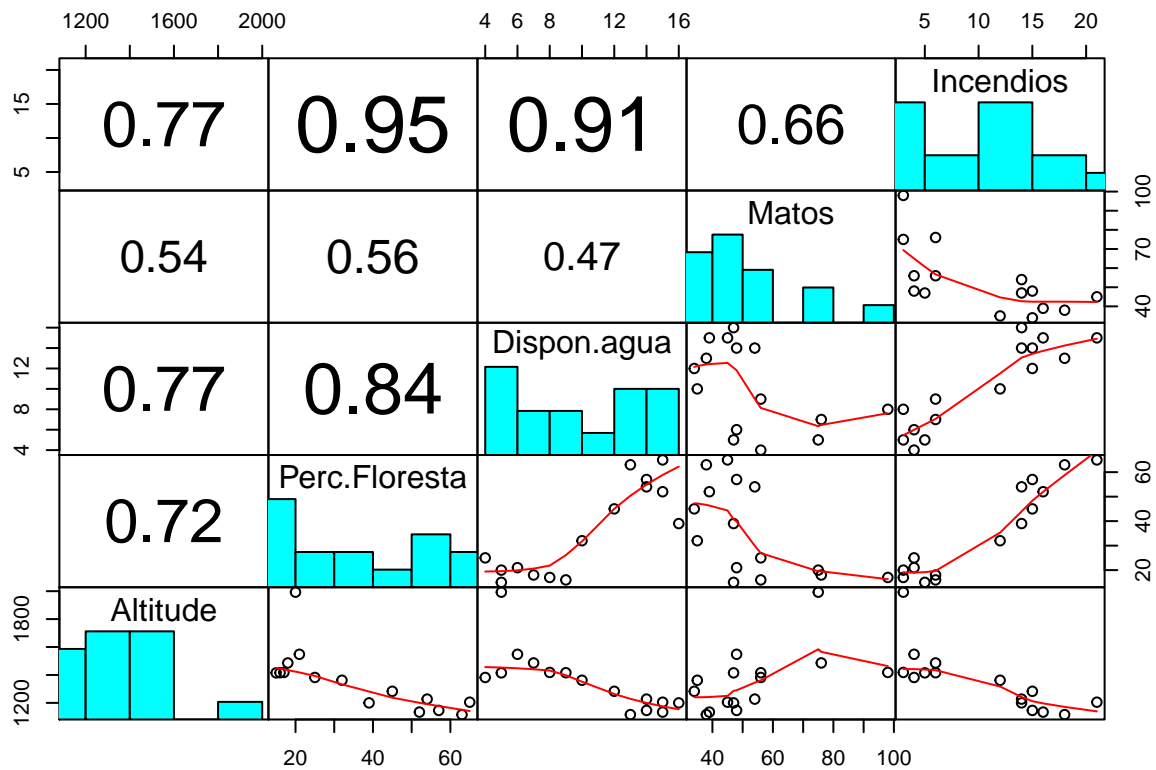 1200 1600 2000 4 6 8 12 16 5 10 15 20
0.77 0.95 0.91 0.66 Incendios
5 15
0.54 0.56 0.47 Matos
40 70 100
0.77 0.84 Dispon.agua
4 8 12
0.72 Perc.Floresta
20 40 60
Altitude
1200 1800
20 40 60 40 60 80 100